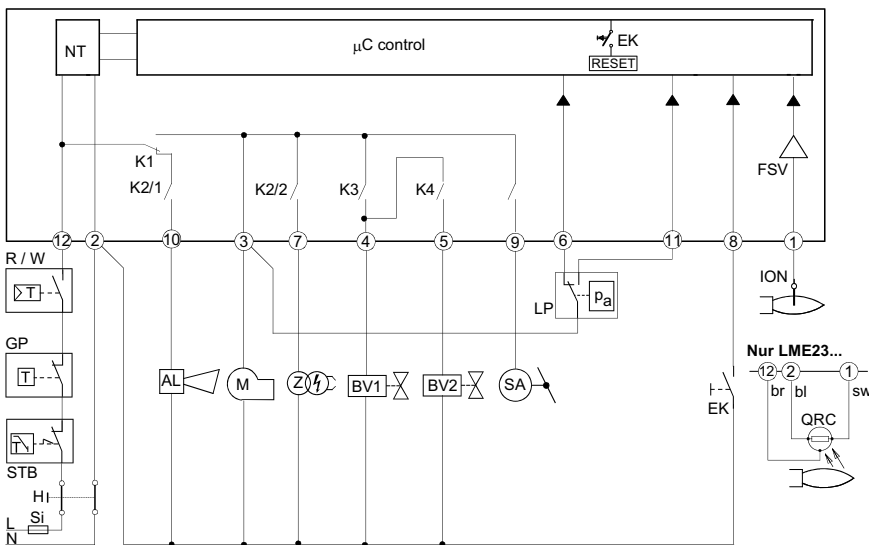 NT
µC control
EK
RESET
K1
K2/1
K2/2
K3
K4
FSV
12 2 10 3 7 4 5 9 6 11 8 1
R / W
T
GP
T
STB
T
H
L
Si
N
AL
M
Z
BV1
BV2
SA
LP
pa
EK
ION
Nur LME23...
12 2 1
br bl sw
QRC